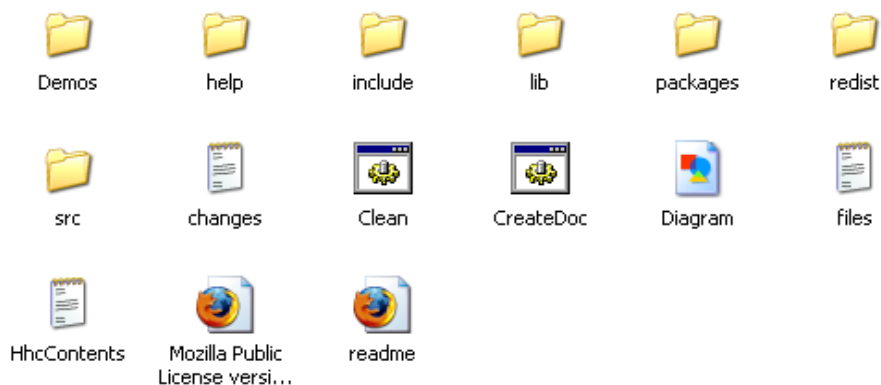 Demos help include lib packages redist
src changes Clean CreateDoc Diagram files
HhcContents Mozilla Public readme
License versi...